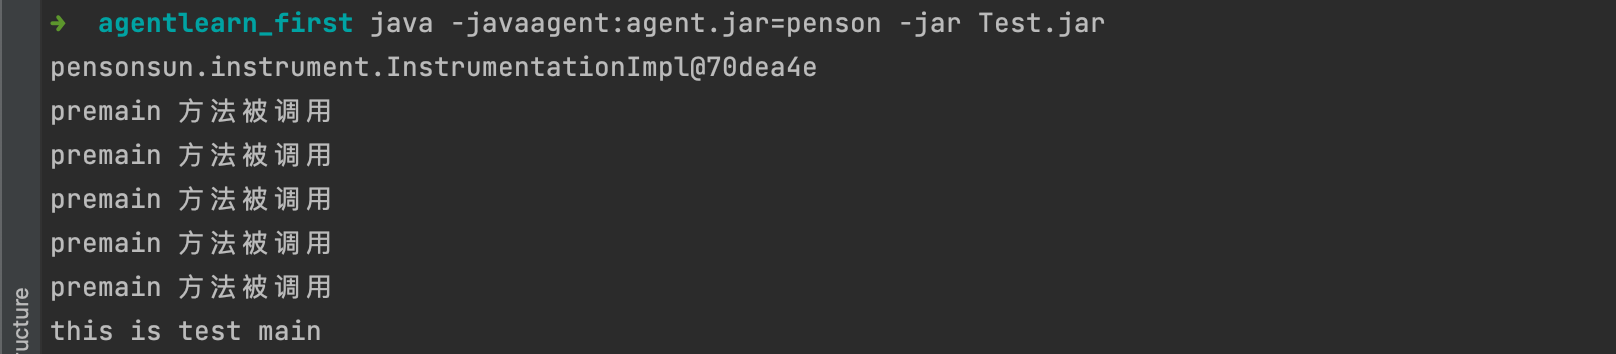 → agentlearn_first java -javaagent:agent.jar=penson -jar Test.jar
pensonsun.instrument.InstrumentationImpl@70dea4e
premain 方法被调用
premain 方法被调用
premain 方法被调用
premain 方法被调用
premain 方法被调用
this is test main
ucture